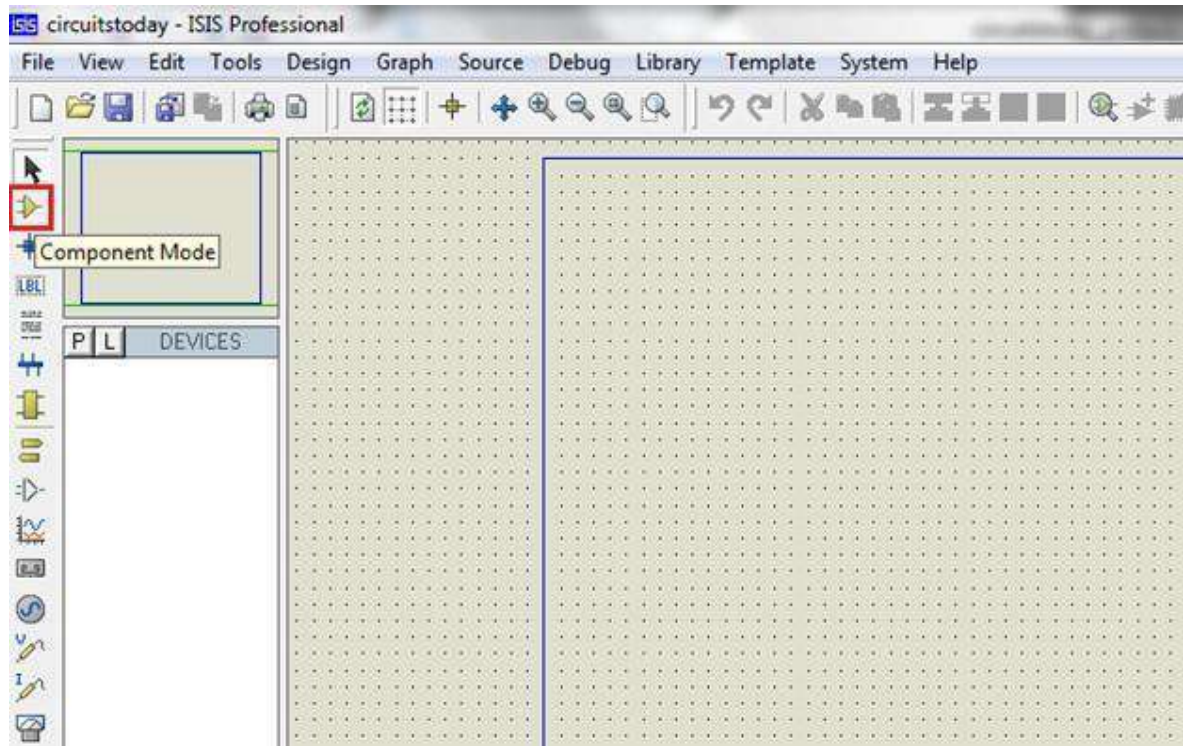 ISIS circuitstoday - ISIS Professional
File View Edit Tools Design Graph Source Debug Library Template System Help
Component Mode
LBL
P L DEVICES
V
I